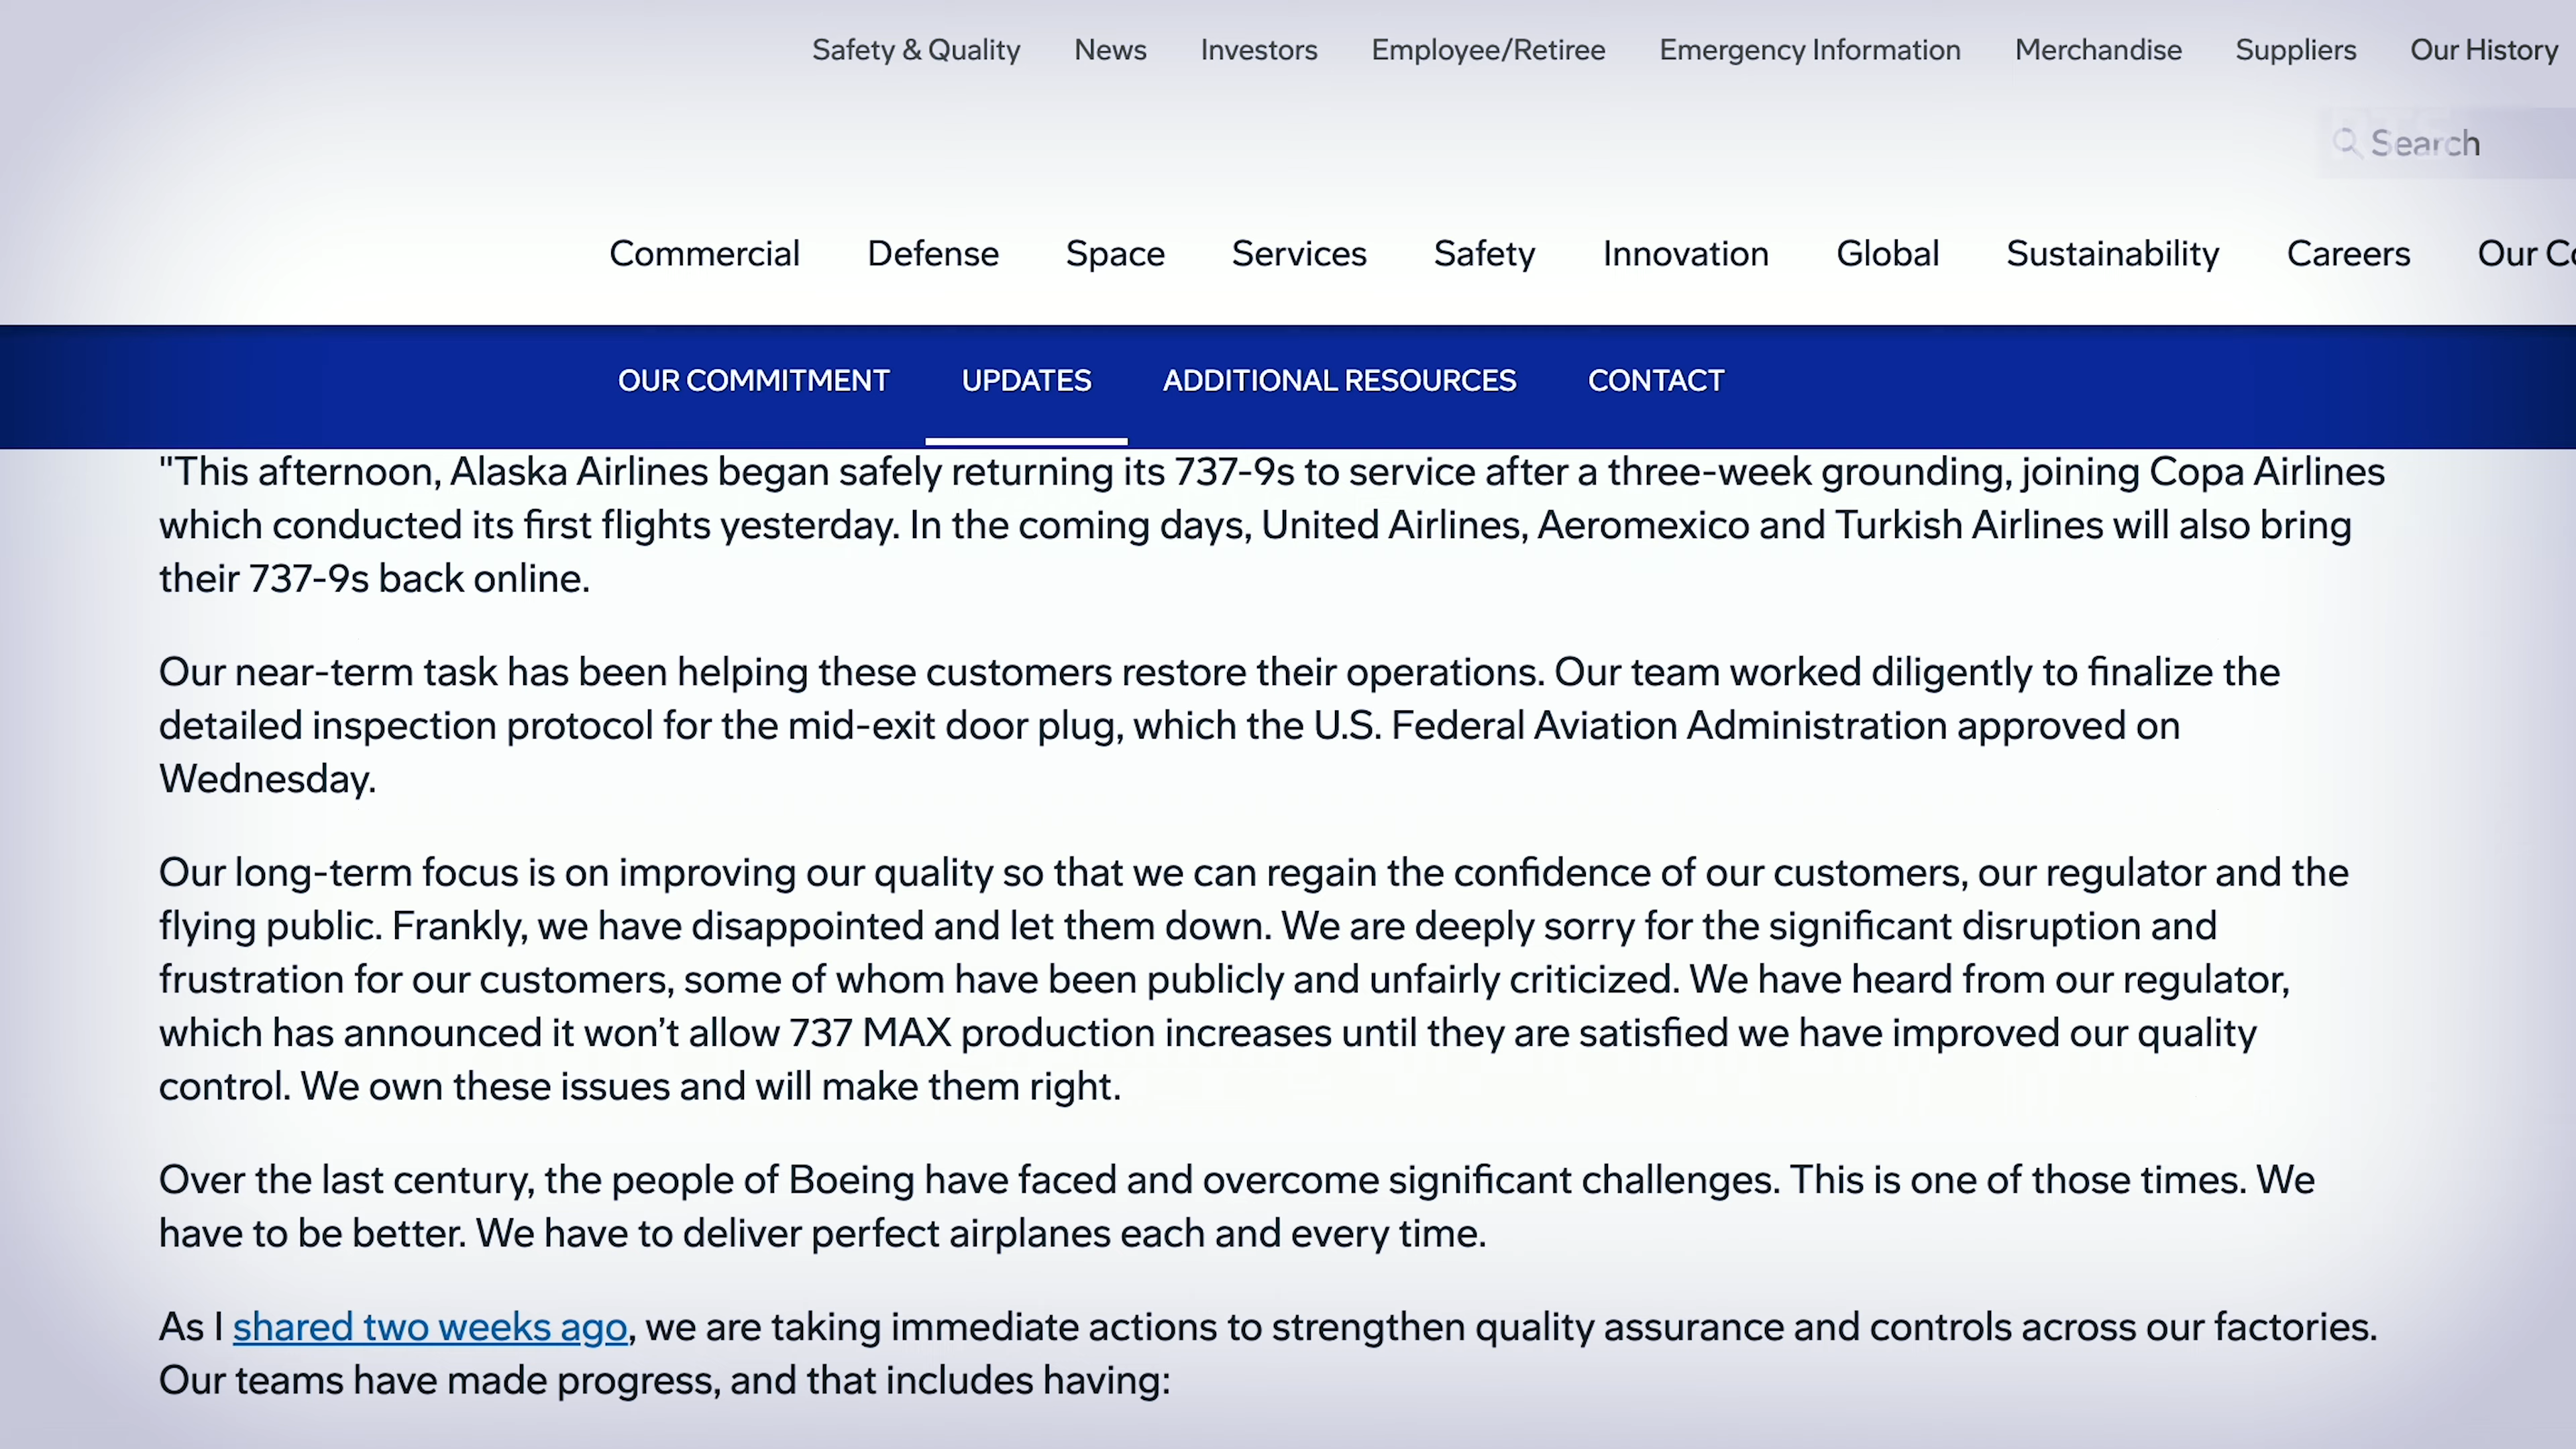 Safety & Quality News Investors Employee/Retiree Emergency Information Merchandise Suppliers Our History
Search
Commercial Defense Space Services Safety Innovation Global Sustainability Careers Our Co
OUR COMMITMENT UPDATES ADDITIONAL RESOURCES CONTACT
"This afternoon, Alaska Airlines began safely returning its 737-9s to service after a three-week grounding, joining Copa Airlines
which conducted its first flights yesterday. In the coming days, United Airlines, Aeromexico and Turkish Airlines will also bring
their 737-9s back online.
Our near-term task has been helping these customers restore their operations. Our team worked diligently to finalize the
detailed inspection protocol for the mid-exit door plug, which the U.S. Federal Aviation Administration approved on
Wednesday.
Our long-term focus is on improving our quality so that we can regain the confidence of our customers, our regulator and the
flying public. Frankly, we have disappointed and let them down. We are deeply sorry for the significant disruption and
frustration for our customers, some of whom have been publicly and unfairly criticized. We have heard from our regulator,
which has announced it won’t allow 737 MAX production increases until they are satisfied we have improved our quality
control. We own these issues and will make them right.
Over the last century, the people of Boeing have faced and overcome significant challenges. This is one of those times. We
have to be better. We have to deliver perfect airplanes each and every time.
As I shared two weeks ago, we are taking immediate actions to strengthen quality assurance and controls across our factories.
Our teams have made progress, and that includes having: